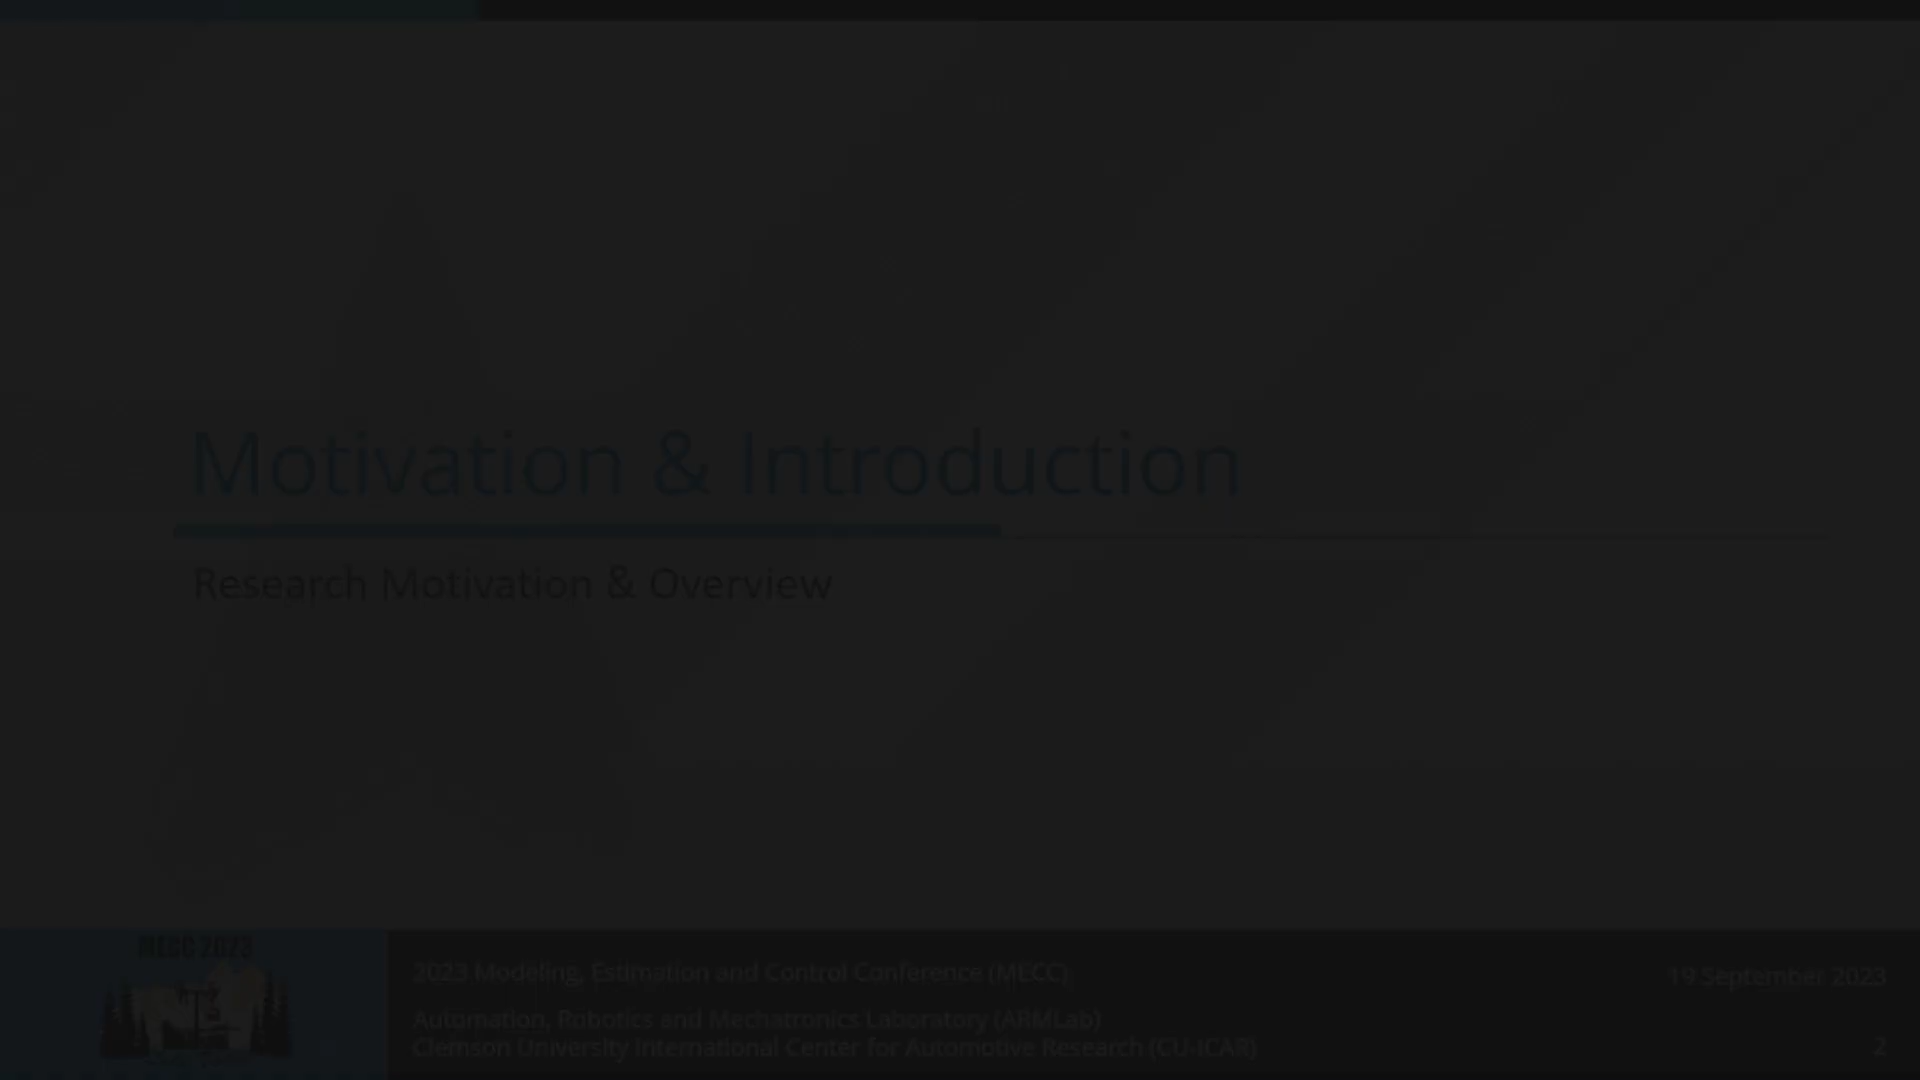 Motivation & Introduction
Research Motivation & Overview
MECC 2023
2023 Modeling, Estimation and Control Conference (MECC)
19 September 2023
Automation, Robotics and Mechatronics Laboratory (ARMLab)
Clemson University International Center for Automotive Research (CU-ICAR)
2